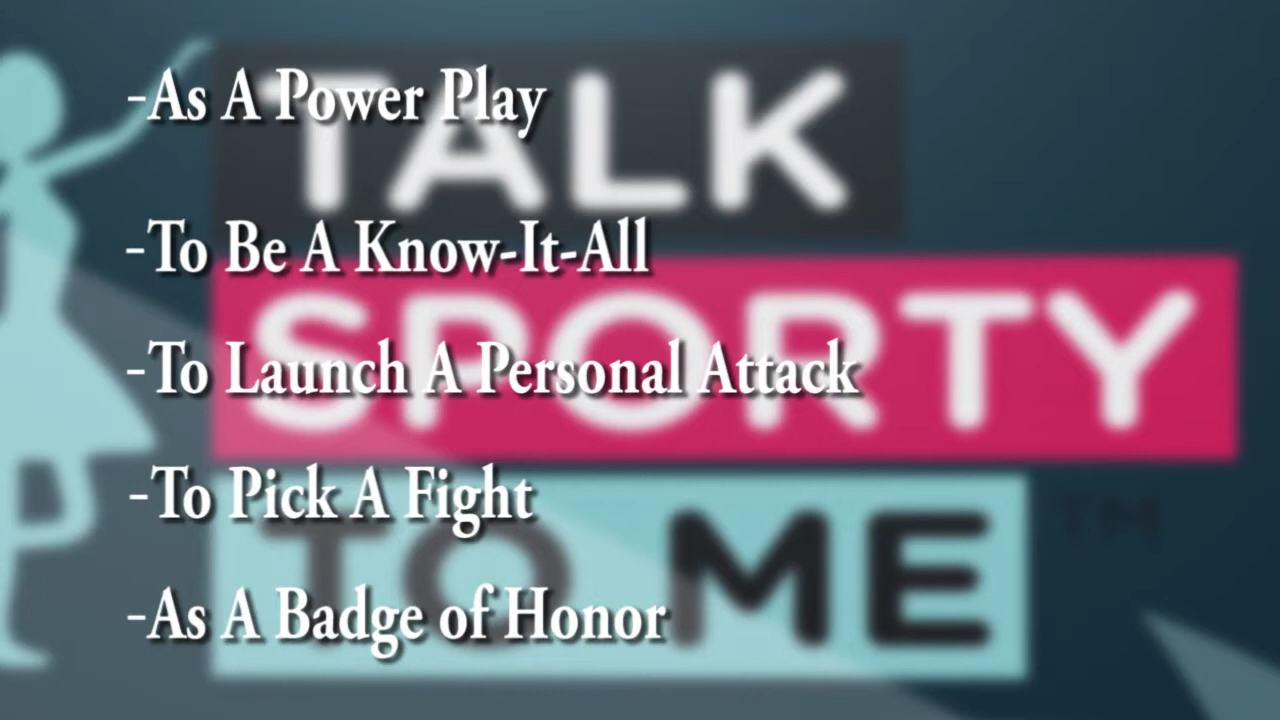 -As A Power Play
TALK
-To Be A Know-It-All
SPORTY
-To Launch A Personal Attack
-To Pick A Fight
TO ME TM
-As A Badge of Honor